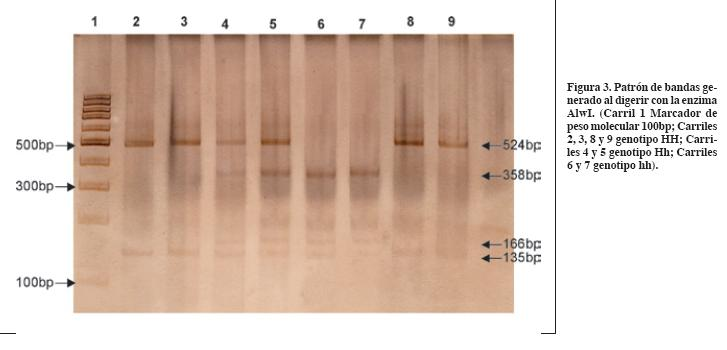 1 2 3 4 5 6 7 8 9
500bp
300bp
100bp
524bp
358bp
166bp
135bp
Figura 3. Patrón de bandas ge-
nerado al digerir con la enzima
AlwI. (Carril 1 Marcador de
peso molecular 100bp; Carriles
2, 3, 8 y 9 genotipo HH; Carri-
les 4 y 5 genotipo Hh; Carriles
6 y 7 genotipo hh).